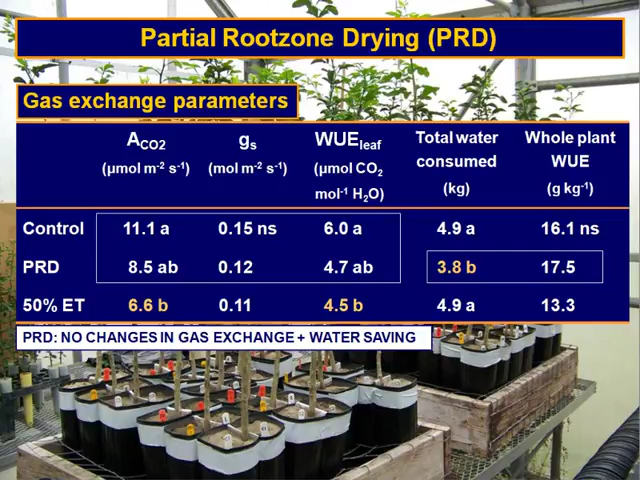 Partial Rootzone Drying (PRD)
Gas exchange parameters
A_CO2 (µmol m-2 s-1) gs (mol m-2 s-1) WUEleaf (µmol CO2 mol-1 H2O) Total water consumed (kg) Whole plant WUE (g kg-1)
Control 11.1 a 0.15 ns 6.0 a 4.9 a 16.1 ns
PRD 8.5 ab 0.12 4.7 ab 3.8 b 17.5
50% ET 6.6 b 0.11 4.5 b 4.9 a 13.3
PRD: NO CHANGES IN GAS EXCHANGE + WATER SAVING